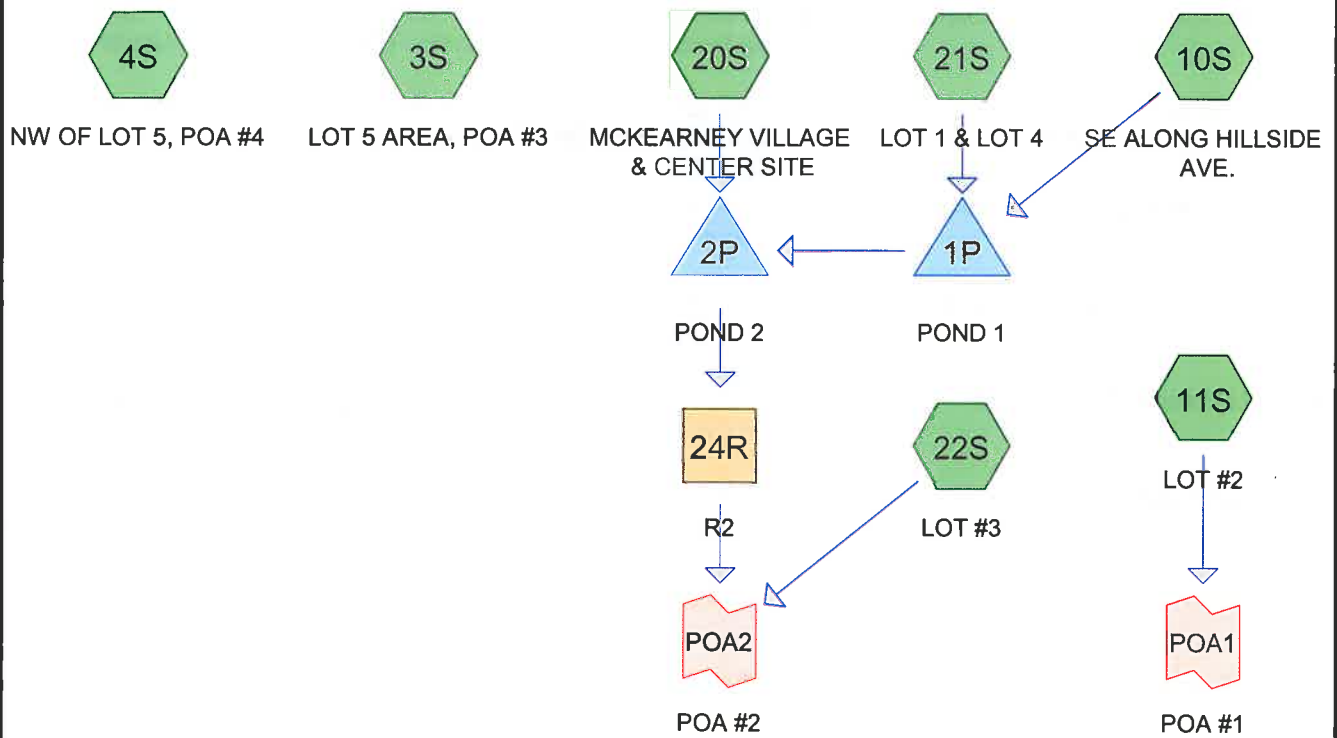 4S
NW OF LOT 5, POA #4
3S
LOT 5 AREA, POA #3
20S
MCKEARNEY VILLAGE
& CENTER SITE
21S
LOT 1 & LOT 4
10S
SE ALONG HILLSIDE
AVE.
2P
POND 2
1P
POND 1
24R
R2
22S
LOT #3
11S
LOT #2
POA2
POA #2
POA1
POA #1